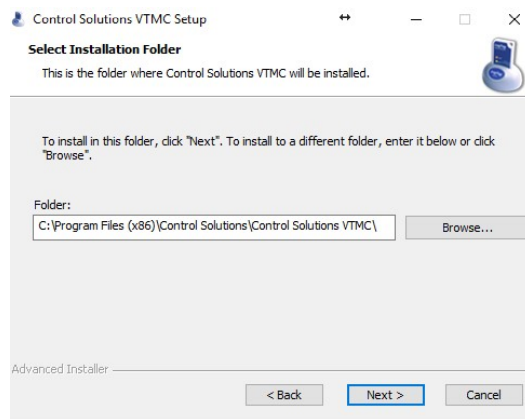 Control Solutions VTMC Setup
Select Installation Folder
This is the folder where Control Solutions VTMC will be installed.
To install in this folder, click "Next". To install to a different folder, enter it below or click
"Browse".
Folder:
C:\Program Files (x86)\Control Solutions\Control Solutions VTMC\
Browse...
Advanced Installer
< Back
Next >
Cancel